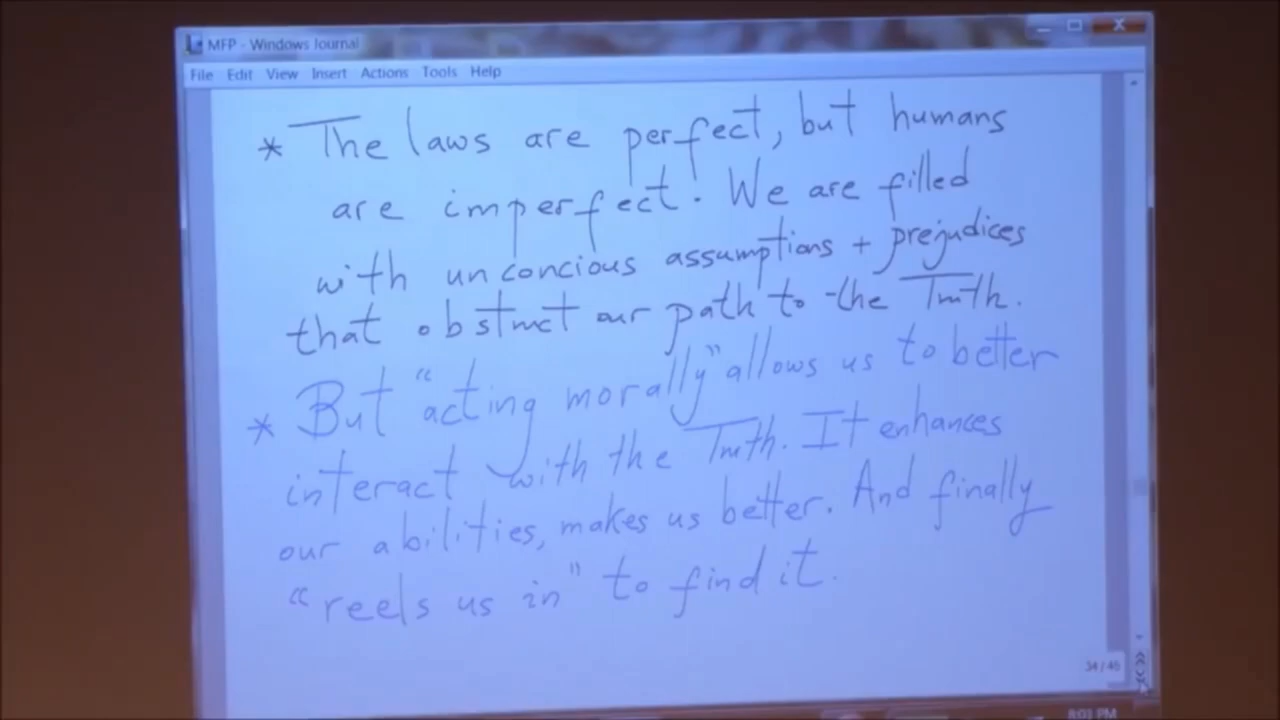 MFP - Windows Journal
File Edit View Insert Actions Tools Help
* The laws are perfect, but humans
are imperfect. We are filled
with unconcious assumptions + prejudices
that obstruct our path to the Truth.
* But "acting morally" allows us to better
interact with the Truth. It enhances
our abilities, makes us better. And finally
"reels us in" to find it.
34/45
8:03 PM